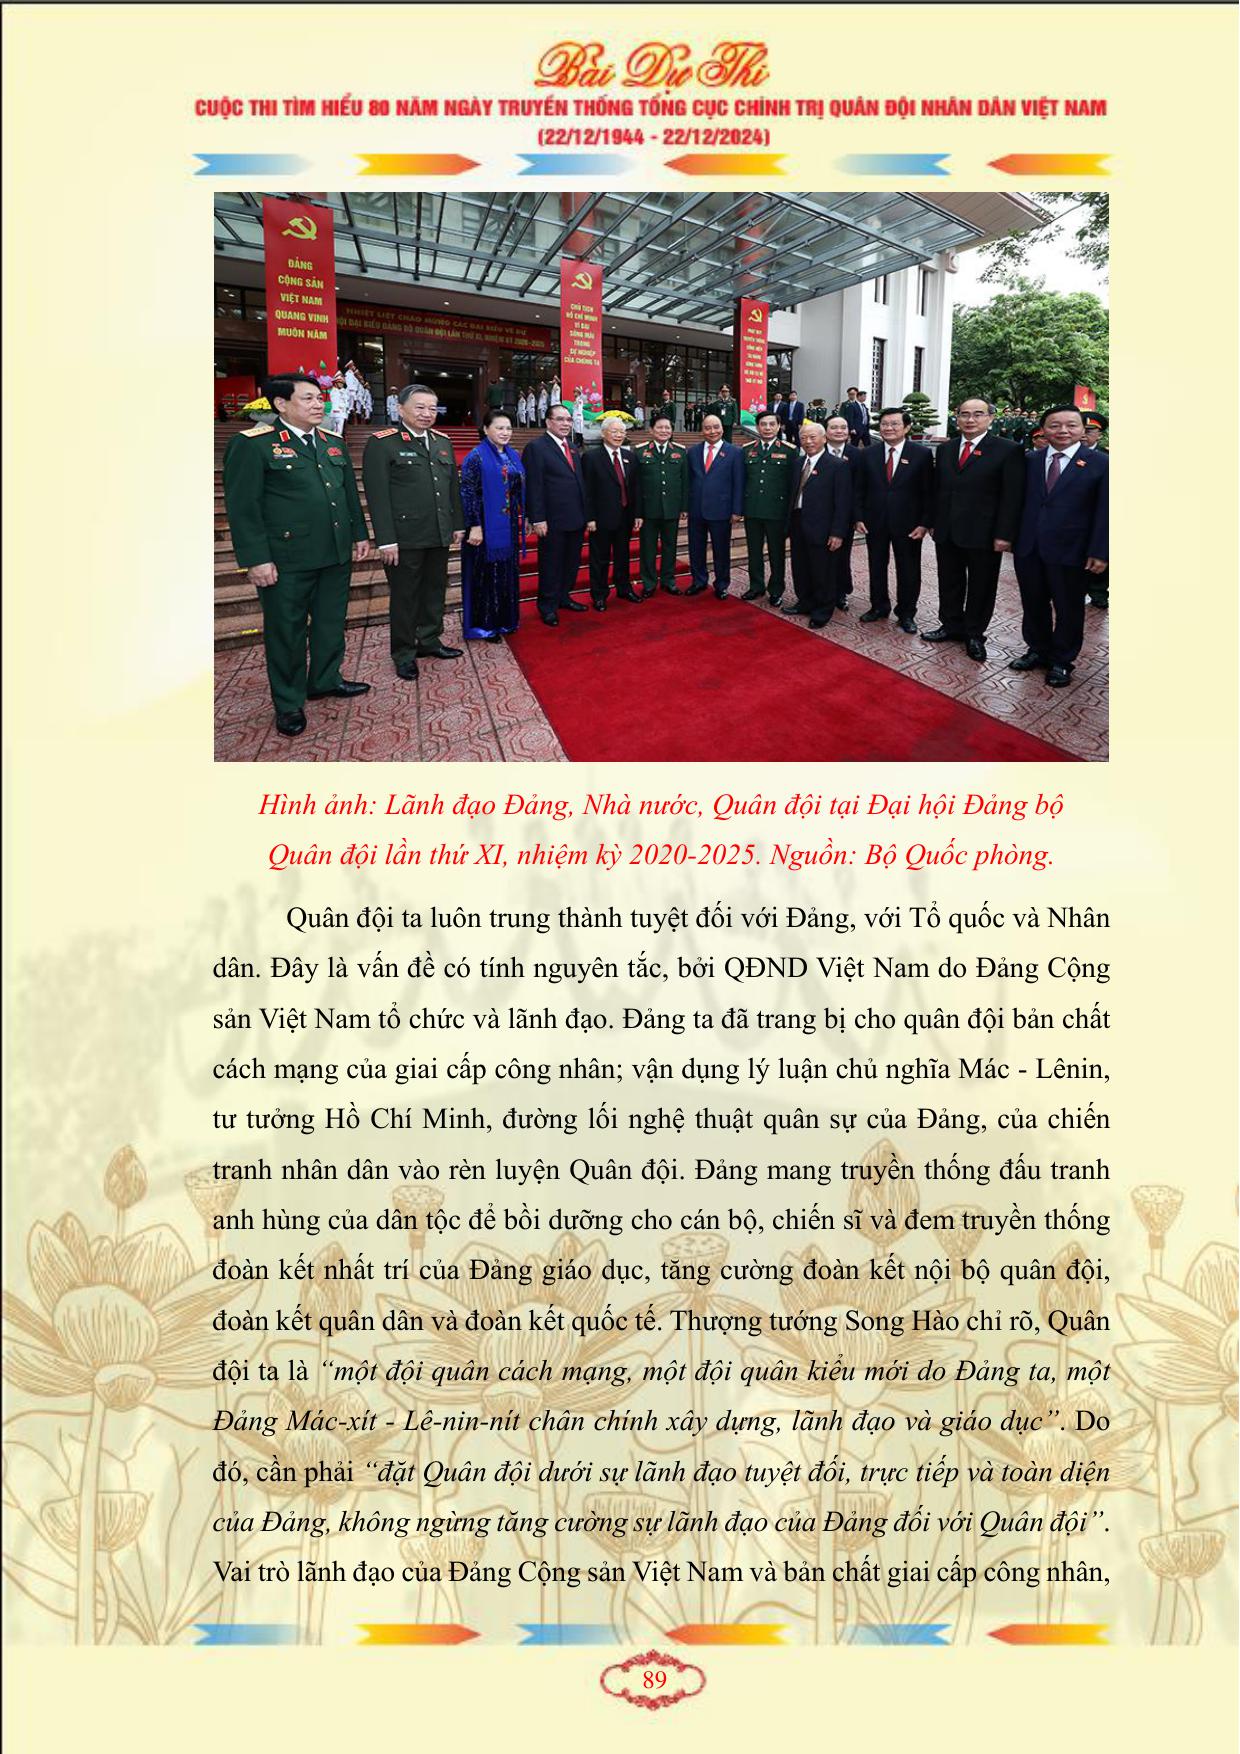 Bài Dự Thi
CUỘC THI TÌM HIỂU 80 NĂM NGÀY TRUYỀN THỐNG TỔNG CỤC CHÍNH TRỊ QUÂN ĐỘI NHÂN DÂN VIỆT NAM
(22/12/1944 - 22/12/2024)
ĐẢNG
CỘNG SẢN
VIỆT NAM
QUANG VINH
MUÔN NĂM
NHIỆT LIỆT CHÀO MỪNG CÁC ĐẠI BIỂU VỀ DỰ
HỘI ĐẠI BIỂU ĐẢNG BỘ QUÂN ĐỘI LẦN THỨ XI, NHIỆM KỲ 2020-2025
CHỦ TỊCH
HỒ CHÍ MINH
VĨ ĐẠI
SỐNG MÃI
TRONG
SỰ NGHIỆP
CỦA CHÚNG TA
Hình ảnh: Lãnh đạo Đảng, Nhà nước, Quân đội tại Đại hội Đảng bộ
Quân đội lần thứ XI, nhiệm kỳ 2020-2025. Nguồn: Bộ Quốc phòng.
Quân đội ta luôn trung thành tuyệt đối với Đảng, với Tổ quốc và Nhân
dân. Đây là vấn đề có tính nguyên tắc, bởi QĐND Việt Nam do Đảng Cộng
sản Việt Nam tổ chức và lãnh đạo. Đảng ta đã trang bị cho quân đội bản chất
cách mạng của giai cấp công nhân; vận dụng lý luận chủ nghĩa Mác - Lênin,
tư tưởng Hồ Chí Minh, đường lối nghệ thuật quân sự của Đảng, của chiến
tranh nhân dân vào rèn luyện Quân đội. Đảng mang truyền thống đấu tranh
anh hùng của dân tộc để bồi dưỡng cho cán bộ, chiến sĩ và đem truyền thống
đoàn kết nhất trí của Đảng giáo dục, tăng cường đoàn kết nội bộ quân đội,
đoàn kết quân dân và đoàn kết quốc tế. Thượng tướng Song Hào chỉ rõ, Quân
đội ta là “một đội quân cách mạng, một đội quân kiểu mới do Đảng ta, một
Đảng Mác-xít - Lê-nin-nít chân chính xây dựng, lãnh đạo và giáo dục”. Do
đó, cần phải “đặt Quân đội dưới sự lãnh đạo tuyệt đối, trực tiếp và toàn diện
của Đảng, không ngừng tăng cường sự lãnh đạo của Đảng đối với Quân đội”.
Vai trò lãnh đạo của Đảng Cộng sản Việt Nam và bản chất giai cấp công nhân,
89